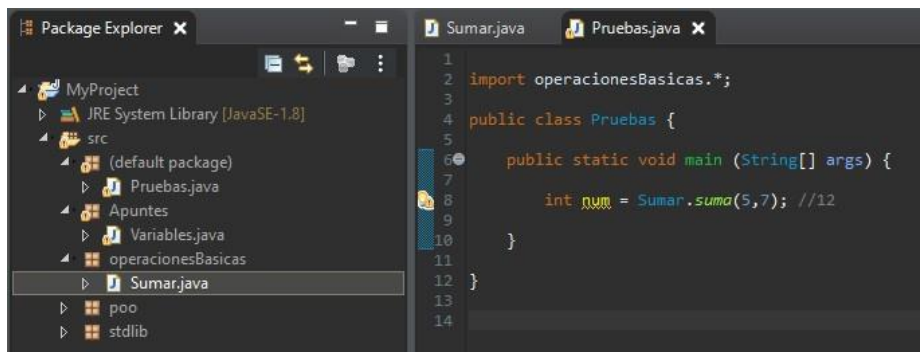 Package Explorer
MyProject
JRE System Library [JavaSE-1.8]
src
(default package)
Pruebas.java
Apuntes
Variables.java
operacionesBasicas
Sumar.java
poo
stdlib
Sumar.java Pruebas.java
1
2 import operacionesBasicas.*;
3
4 public class Pruebas {
5
6 public static void main (String[] args) {
7
8 int num = Sumar.suma(5,7); //12
9
10 }
11
12 }
13
14